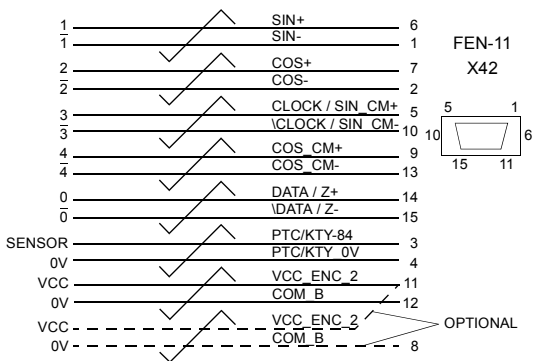 1 SIN+ 6
1 SIN- 1
FEN-11
X42
2 COS+ 7
2 COS- 2
3 CLOCK / SIN_CM+ 5
3 \CLOCK / SIN_CM- 10
5 1
10 6
15 11
4 COS_CM+ 9
4 COS_CM- 13
0 DATA / Z+ 14
0 \DATA / Z- 15
SENSOR PTC/KTY-84 3
0V PTC/KTY_0V 4
VCC VCC_ENC_2 11
0V COM_B 12
VCC VCC_ENC_2
OPTIONAL
0V COM_B 8